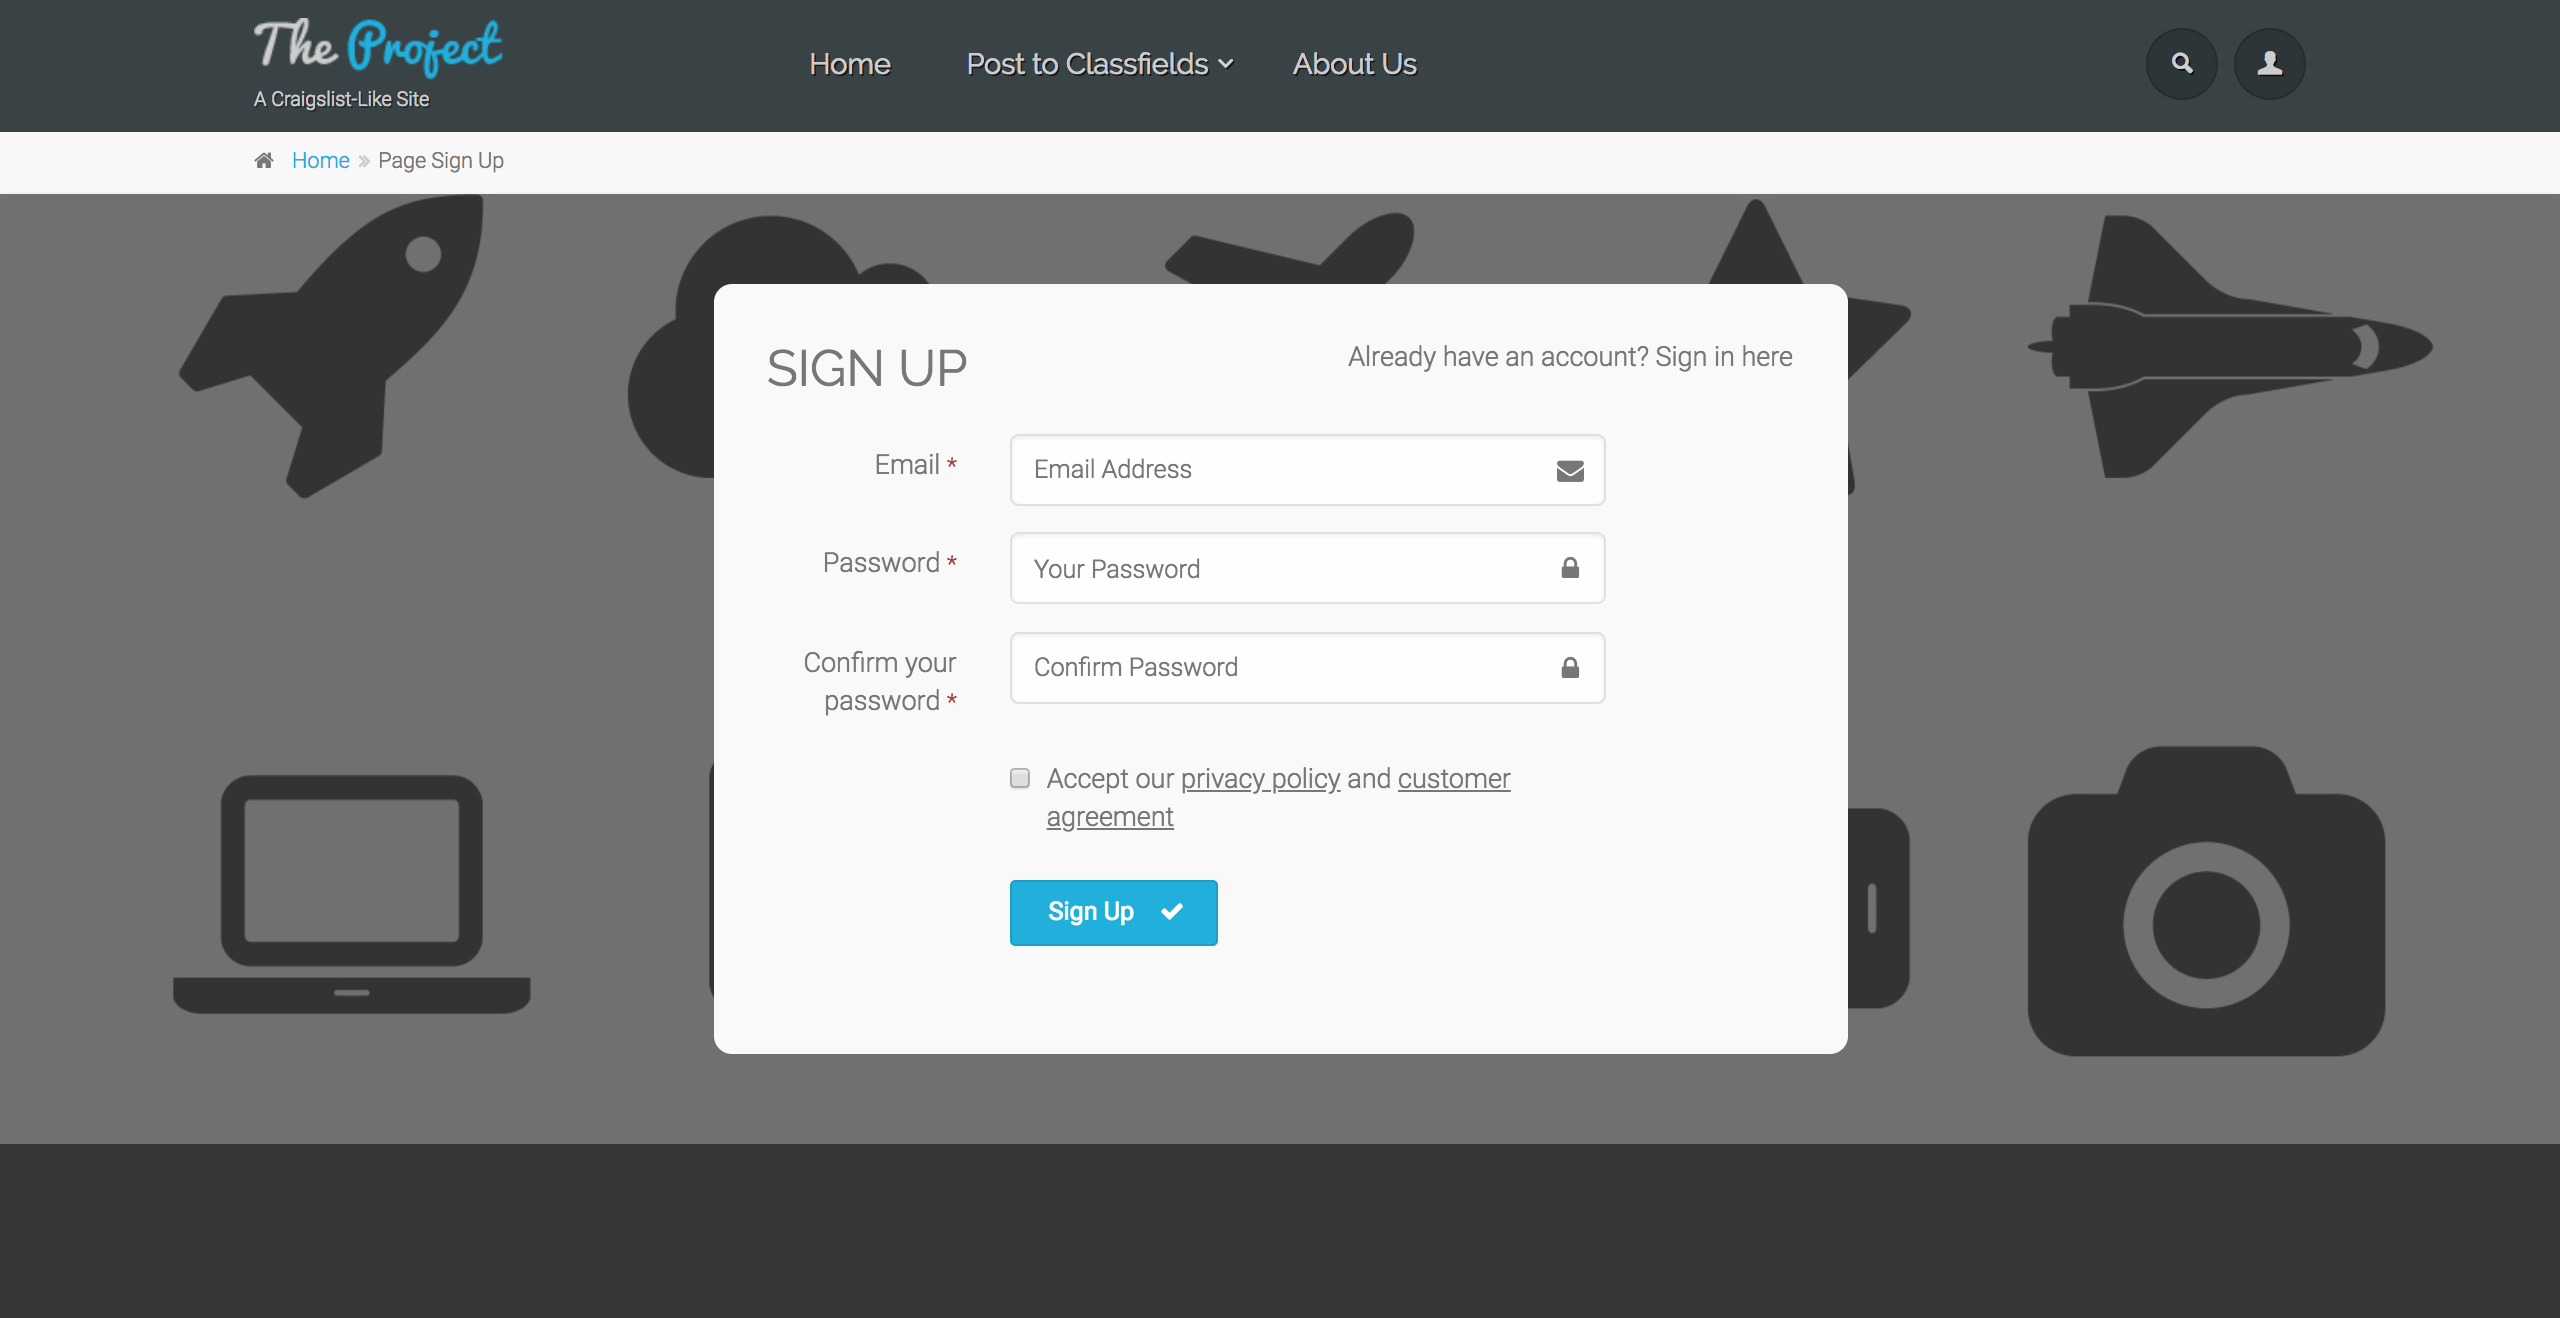 The Project
A Craigslist-Like Site
Home
Post to Classfields
About Us
Home » Page Sign Up
SIGN UP
Already have an account? Sign in here
Email *
Email Address
Password *
Your Password
Confirm your
password *
Confirm Password
Accept our privacy policy and customer
agreement
Sign Up